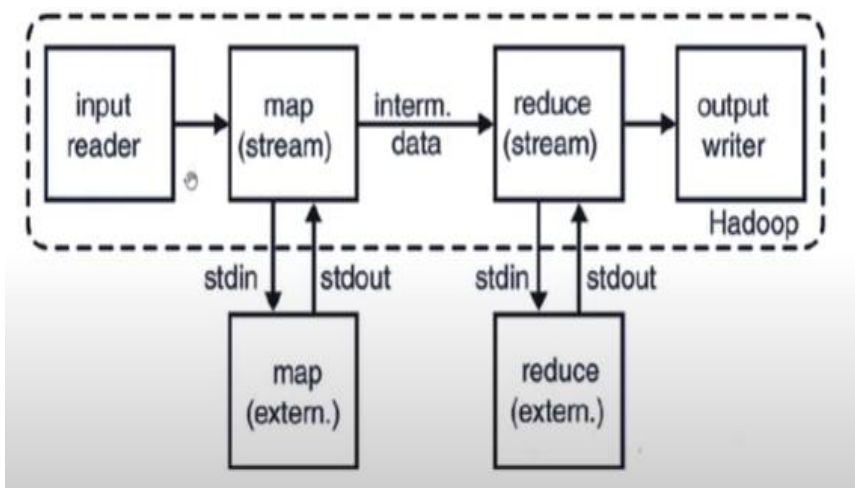 input
reader
map
(stream)
interm.
data
reduce
(stream)
output
writer
Hadoop
stdin
stdout
stdin
stdout
map
(extern.)
reduce
(extern.)